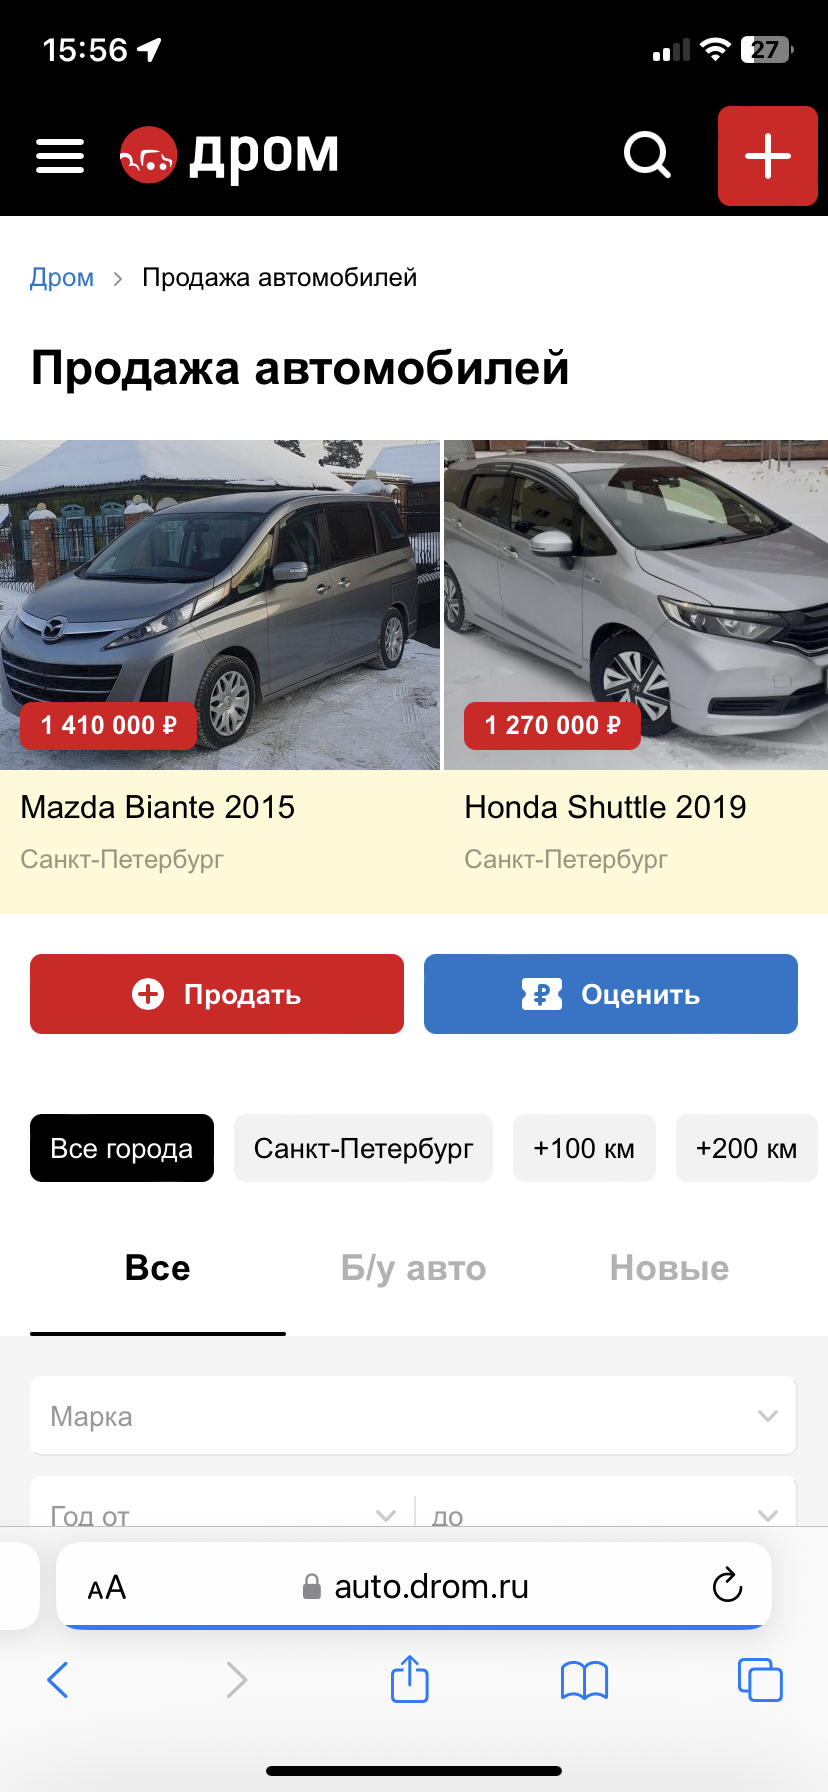 15:56
27
дром
Дром > Продажа автомобилей
Продажа автомобилей
1 410 000 ₽
1 270 000 ₽
Mazda Biante 2015
Honda Shuttle 2019
Санкт-Петербург
Санкт-Петербург
Продать
Оценить
Все города
Санкт-Петербург
+100 км
+200 км
Все
Б/у авто
Новые
Марка
Год от
до
AA
auto.drom.ru